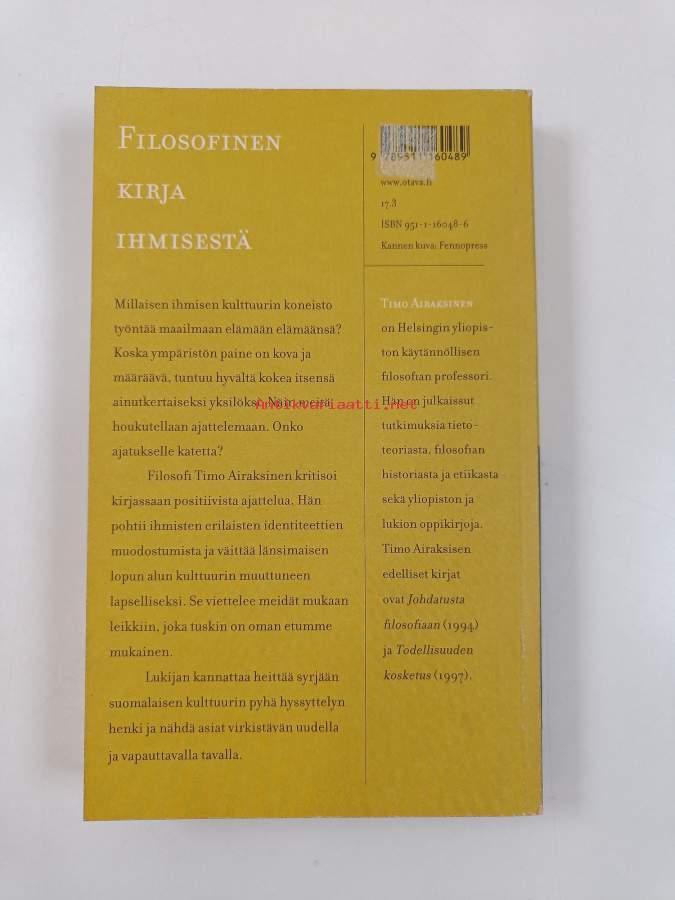 FILOSOFINEN
KIRJA
IHMISESTÄ
Millaisen ihmisen kulttuurin koneisto
työntää maailmaan elämään elämäänsä?
Koska ympäristön paine on kova ja
määräävä, tuntuu hyvältä kokea itsensä
ainutkertaiseksi yksilöksi. Näin meitä
houkutellaan ajattelemaan. Onko
ajatukselle katetta?
Filosofi Timo Airaksinen kritisoi
kirjassaan positiivista ajattelua. Hän
pohtii ihmisten erilaisten identiteettien
muodostumista ja väittää länsimaisen
lopun alun kulttuurin muuttuneen
lapselliseksi. Se viettelee meidät mukaan
leikkiin, joka tuskin on oman etumme
mukainen.
Lukijan kannattaa heittää syrjään
suomalaisen kulttuurin pyhä hyssyttelyn
henki ja nähdä asiat virkistävän uudella
ja vapauttavalla tavalla.
9 789511 160489
www.otava.fi
17.3
ISBN 951-1-16048-6
Kannen kuva: Fennopress
TIMO AIRAKSINEN
on Helsingin yliopis-
ton käytännöllisen
filosofian professori.
Hän on julkaissut
tutkimuksia tieto-
teoriasta, filosofian
historiasta ja etiikasta
sekä yliopiston ja
lukion oppikirjoja.
Timo Airaksisen
edelliset kirjat
ovat Johdatusta
filosofiaan (1994)
ja Todellisuuden
kosketus (1997).
Antikvariaatti.net